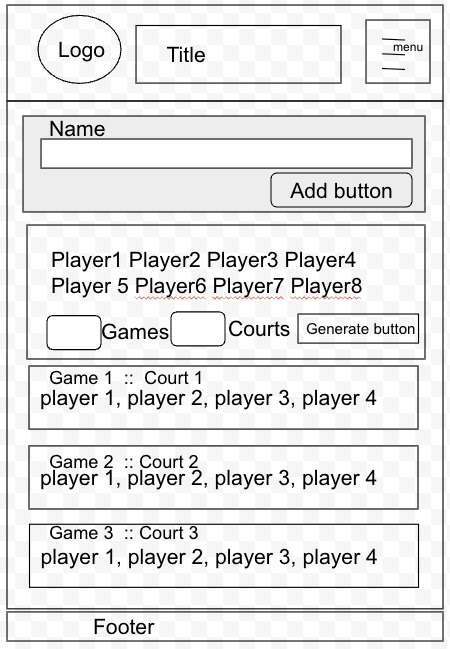 Logo Title menu
Name
Add button
Player1 Player2 Player3 Player4
Player 5 Player6 Player7 Player8
Games Courts Generate button
Game 1 :: Court 1
player 1, player 2, player 3, player 4
Game 2 :: Court 2
player 1, player 2, player 3, player 4
Game 3 :: Court 3
player 1, player 2, player 3, player 4
Footer